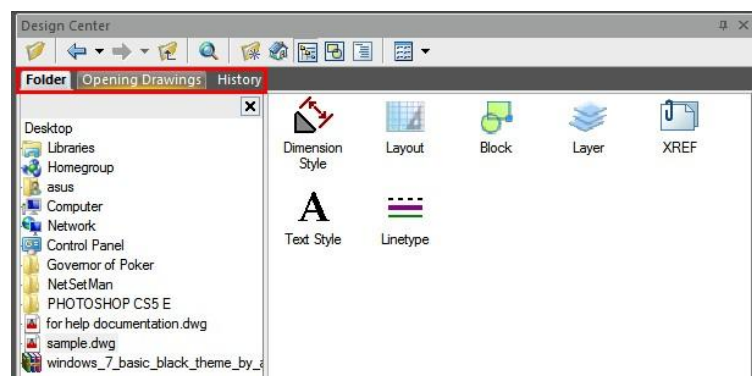 Design Center
Folder Opening Drawings History
Desktop
Libraries
Homegroup
asus
Computer
Network
Control Panel
Governor of Poker
NetSetMan
PHOTOSHOP CS5 E
for help documentation.dwg
sample.dwg
windows_7_basic_black_theme_by_a
Dimension
Style
Layout
Block
Layer
XREF
A
Text Style
Linetype